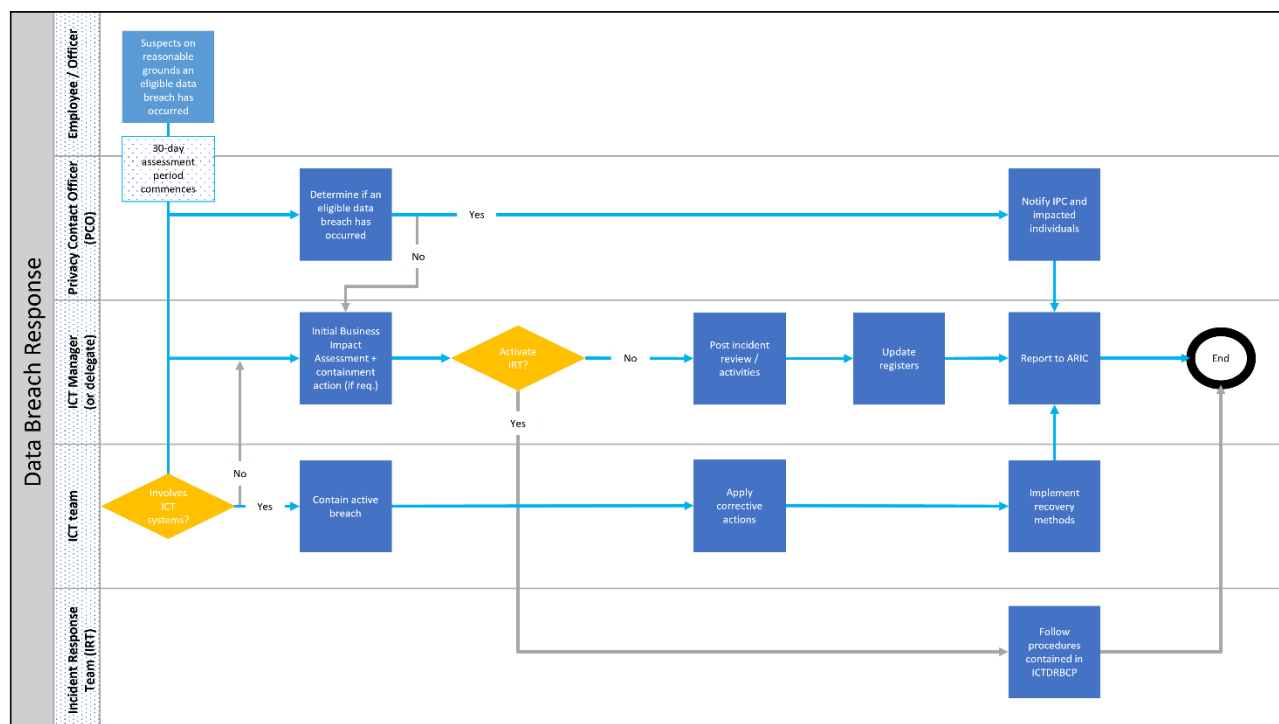 Data Breach Response
Employee / Officer
Suspects on
reasonable
grounds an
eligible data
breach has
occurred
30-day
assessment
period
commences
Privacy Contact Officer
(PCO)
Determine if an
eligible data
breach has
occurred
Yes
No
Notify IPC and
impacted
individuals
ICT Manager
(or delegate)
Initial Business
Impact
Assessment +
containment
action (if req.)
Activate
IRT?
No
Yes
Post incident
review /
activities
Update
registers
Report to ARIC
End
ICT team
Involves
ICT
systems?
No
Yes
Contain active
breach
Apply
corrective
actions
Implement
recovery
methods
Incident Response
Team (IRT)
Follow
procedures
contained in
ICTDRBCP